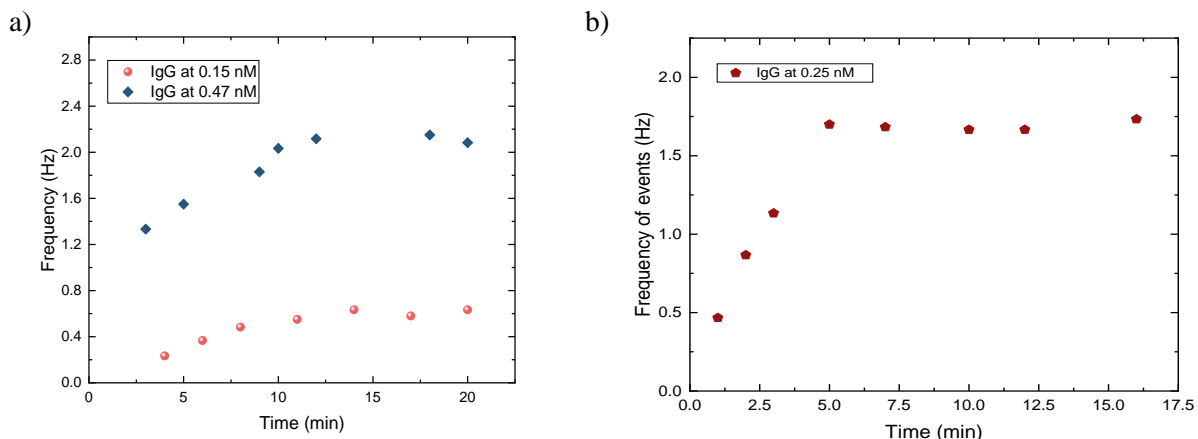 a)
IgG at 0.15 nM
IgG at 0.47 nM
Frequency (Hz)
2.8
2.4
2.0
1.6
1.2
0.8
0.4
0.0
0 5 10 15 20
Time (min)
b)
IgG at 0.25 nM
Frequency of events (Hz)
2.0
1.5
1.0
0.5
0.0
0.0 2.5 5.0 7.5 10.0 12.5 15.0 17.5
Time (min)